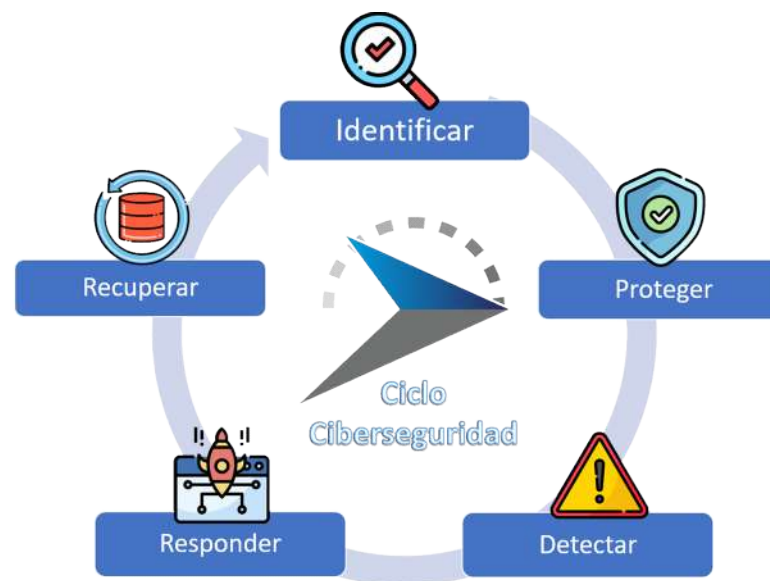 Identificar
Recuperar
Proteger
Ciclo
Ciberseguridad
Responder
Detectar